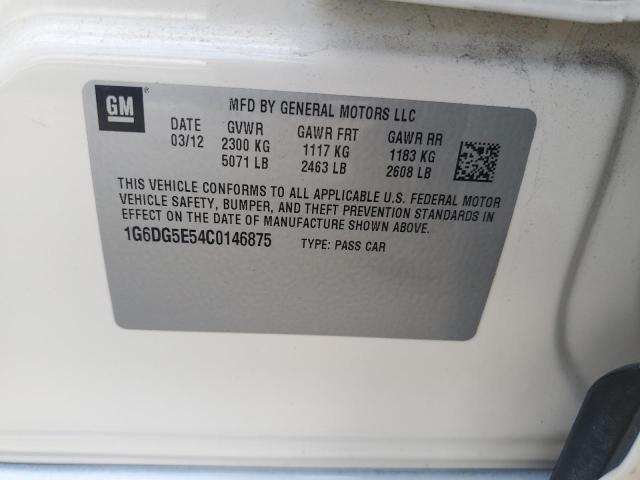 GM
MFD BY GENERAL MOTORS LLC
DATE GVWR GAWR FRT GAWR RR
03/12 2300 KG 1117 KG 1183 KG
5071 LB 2463 LB 2608 LB
THIS VEHICLE CONFORMS TO ALL APPLICABLE U.S. FEDERAL MOTOR
VEHICLE SAFETY, BUMPER, AND THEFT PREVENTION STANDARDS IN
EFFECT ON THE DATE OF MANUFACTURE SHOWN ABOVE.
1G6DG5E54C0146875 TYPE: PASS CAR